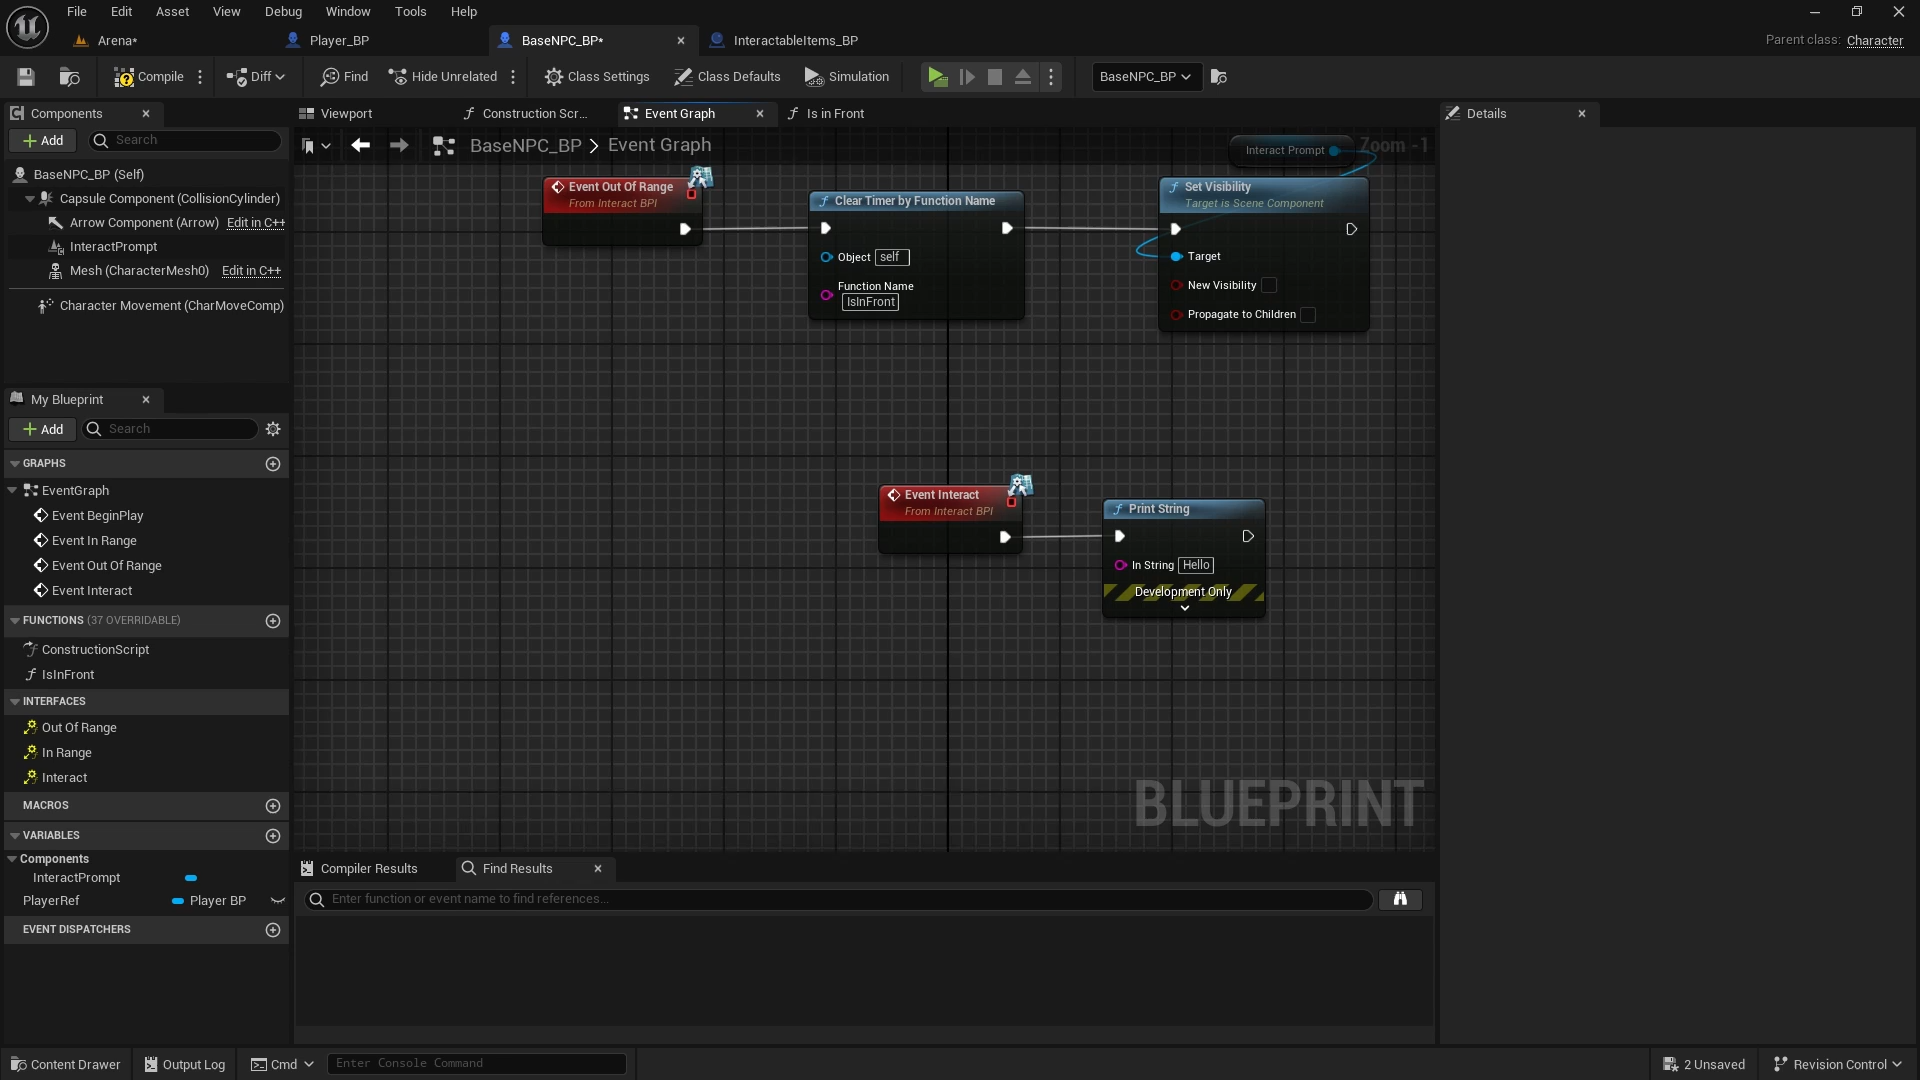 File Edit Asset View Debug Window Tools Help
Arena*
Player_BP
BaseNPC_BP*
InteractableItems_BP
Parent class: Character
Compile
Diff
Find
Hide Unrelated
Class Settings
Class Defaults
Simulation
BaseNPC_BP
Components
Add
Search
BaseNPC_BP (Self)
Capsule Component (CollisionCylinder)
Arrow Component (Arrow) Edit in C++
InteractPrompt
Mesh (CharacterMesh0) Edit in C++
Character Movement (CharMoveComp)
My Blueprint
Add
Search
GRAPHS
EventGraph
Event BeginPlay
Event In Range
Event Out Of Range
Event Interact
FUNCTIONS (37 OVERRIDABLE)
ConstructionScript
IsInFront
INTERFACES
Out Of Range
In Range
Interact
MACROS
VARIABLES
Components
InteractPrompt
PlayerRef Player BP
EVENT DISPATCHERS
Viewport
Construction Scr...
Event Graph
Is in Front
BaseNPC_BP > Event Graph
Zoom -1
Interact Prompt
Event Out Of Range
From Interact BPI
Clear Timer by Function Name
Object self
Function Name
IsInFront
Set Visibility
Target is Scene Component
Target
New Visibility
Propagate to Children
Event Interact
From Interact BPI
Print String
In String Hello
Development Only
BLUEPRINT
Compiler Results
Find Results
Enter function or event name to find references...
Details
Content Drawer
Output Log
Cmd
Enter Console Command
2 Unsaved
Revision Control